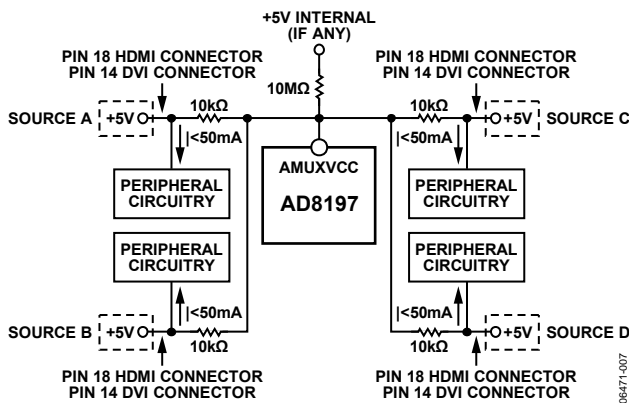 +5V INTERNAL
(IF ANY)
PIN 18 HDMI CONNECTOR
PIN 14 DVI CONNECTOR
PIN 18 HDMI CONNECTOR
PIN 14 DVI CONNECTOR
10MΩ
10kΩ
10kΩ
SOURCE A
+5V
+5V
SOURCE C
I<50mA
I<50mA
AMUXVCC
AD8197
PERIPHERAL
CIRCUITRY
PERIPHERAL
CIRCUITRY
PERIPHERAL
CIRCUITRY
PERIPHERAL
CIRCUITRY
I<50mA
I<50mA
SOURCE B
+5V
+5V
SOURCE D
10kΩ
10kΩ
PIN 18 HDMI CONNECTOR
PIN 14 DVI CONNECTOR
PIN 18 HDMI CONNECTOR
PIN 14 DVI CONNECTOR
06471-007